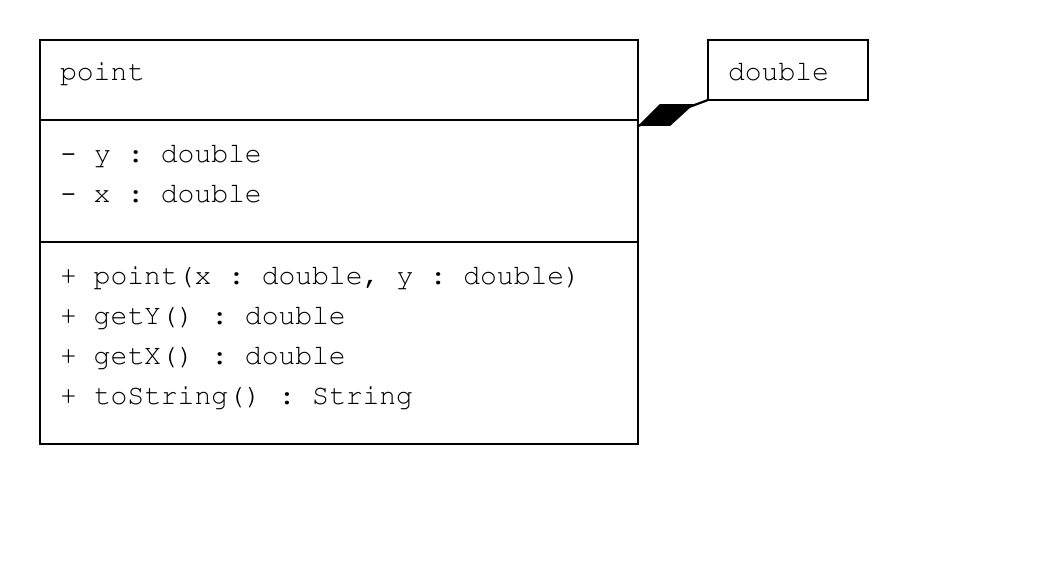 point
double
- y : double
- x : double
+ point(x : double, y : double)
+ getY() : double
+ getX() : double
+ toString() : String